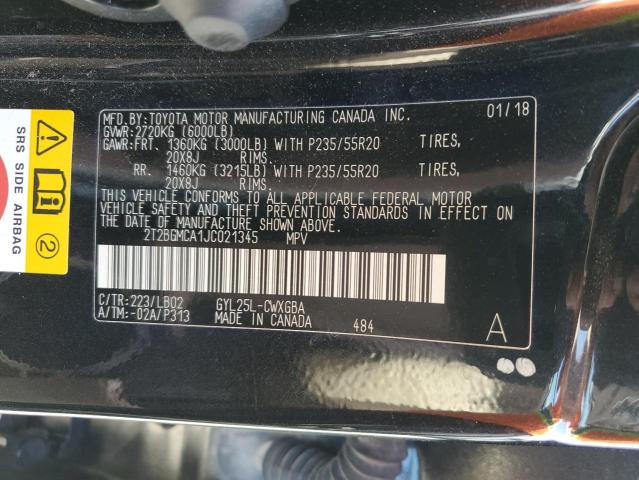 MFD.BY:TOYOTA MOTOR MANUFACTURING CANADA INC. 01/18
GVWR:2720KG (6000LB)
GAWR:FRT. 1360KG (3000LB) WITH P235/55R20 TIRES,
20X8J RIMS.
RR. 1460KG (3215LB) WITH P235/55R20 TIRES,
20X8J RIMS.
THIS VEHICLE CONFORMS TO ALL APPLICABLE FEDERAL MOTOR
VEHICLE SAFETY AND THEFT PREVENTION STANDARDS IN EFFECT ON
THE DATE OF MANUFACTURE SHOWN ABOVE.
2T2BGMCA1JC021345 MPV
C/TR:223/LB02 GYL25L-CWXGBA
A/TM:-02A/P313 MADE IN CANADA 484 A
SRS SIDE AIRBAG
2